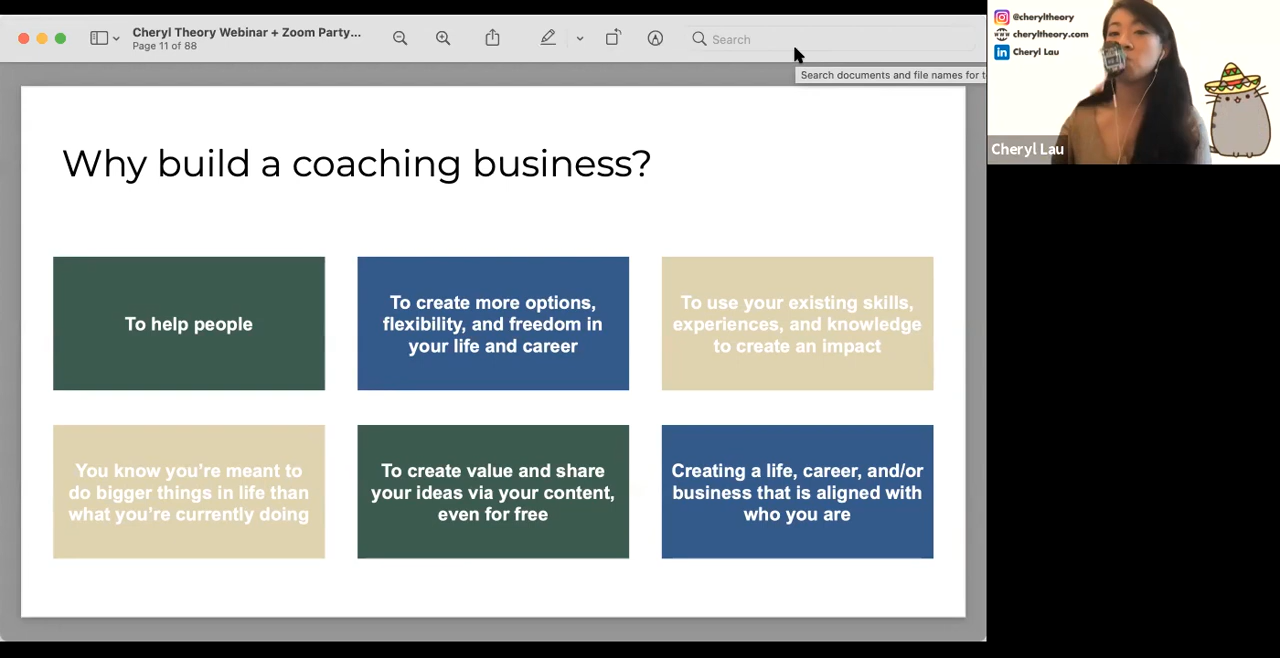 Cheryl Theory Webinar + Zoom Party...
Page 11 of 88
Search
Search documents and file names for t
@cheryltheory
cheryltheory.com
Cheryl Lau
Cheryl Lau
Why build a coaching business?
To help people
To create more options,
flexibility, and freedom in
your life and career
To use your existing skills,
experiences, and knowledge
to create an impact
You know you’re meant to
do bigger things in life than
what you’re currently doing
To create value and share
your ideas via your content,
even for free
Creating a life, career, and/or
business that is aligned with
who you are